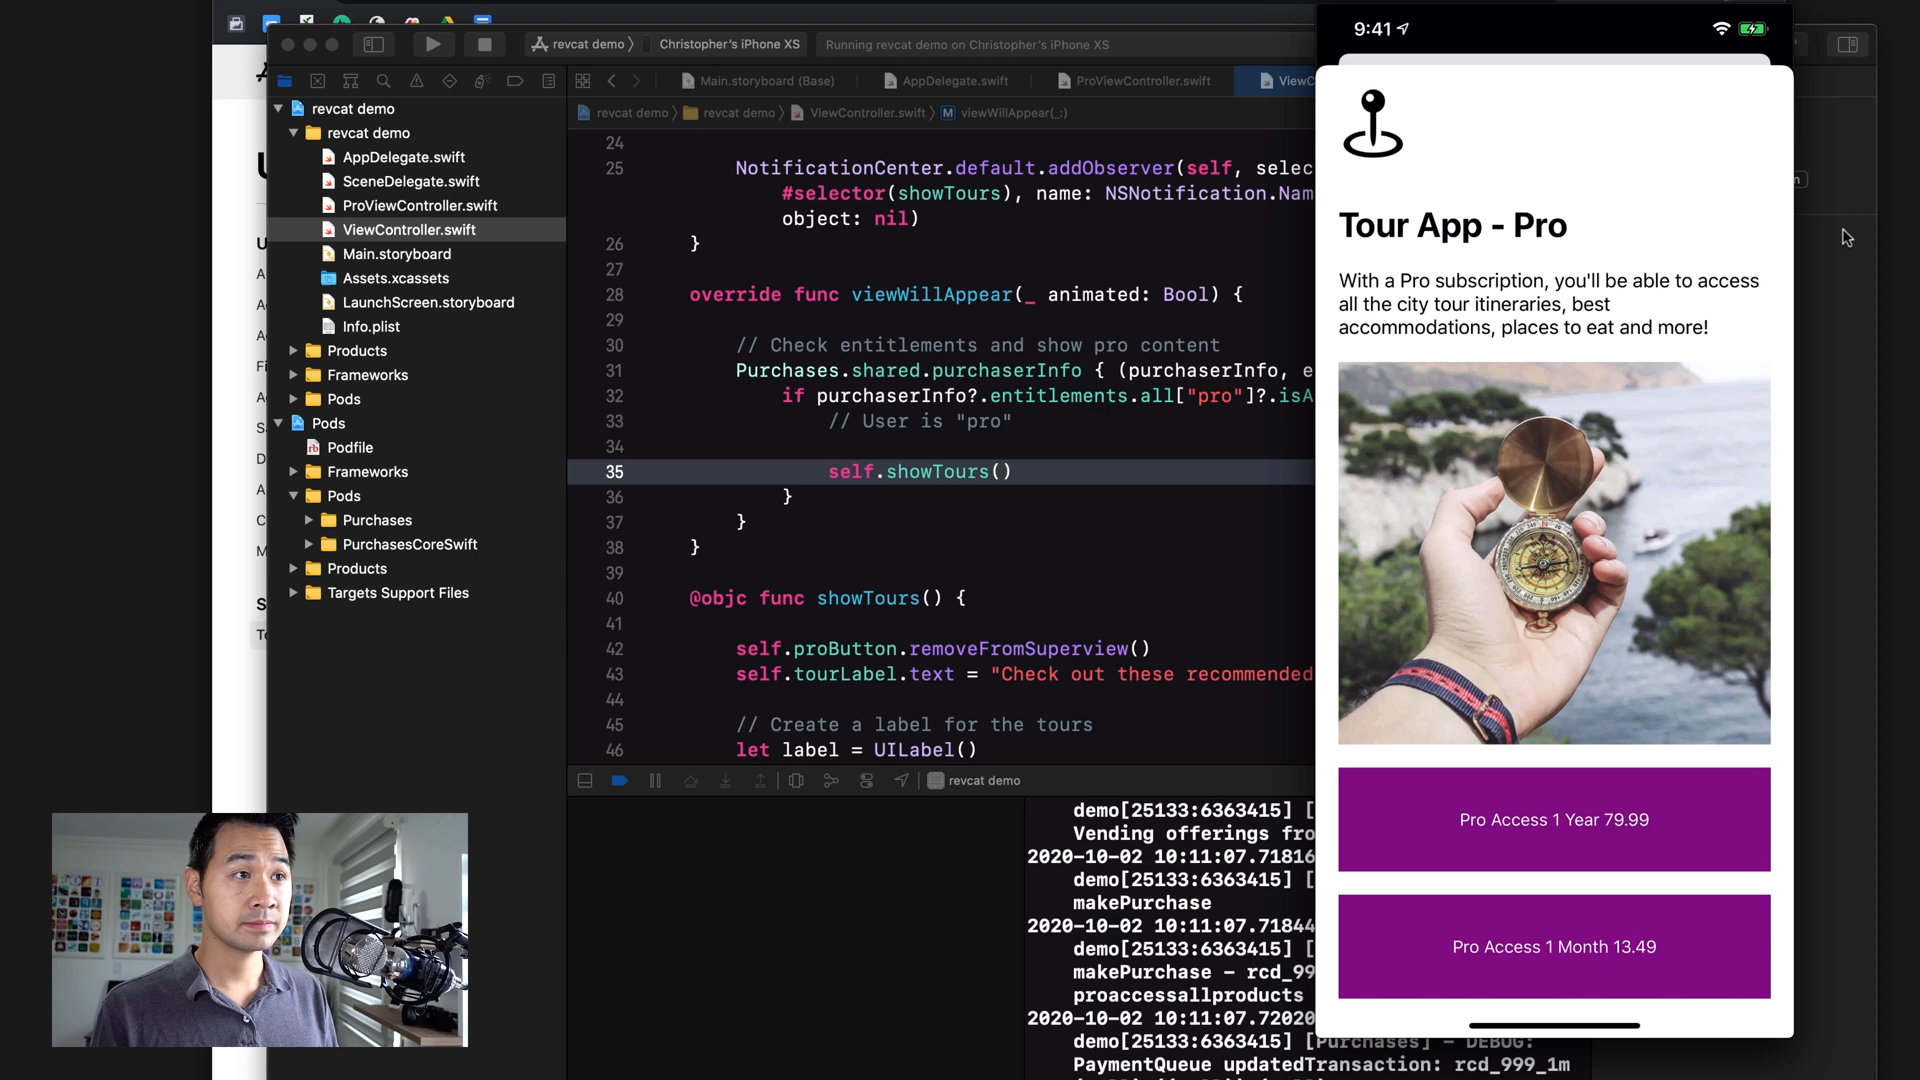 revcat demo
Christopher's iPhone XS
Running revcat demo on Christopher's iPhone XS
9:41
Main.storyboard (Base)
AppDelegate.swift
ProViewController.swift
ViewC
revcat demo
revcat demo
ViewController.swift
M
viewWillAppear(_:)
revcat demo
revcat demo
AppDelegate.swift
SceneDelegate.swift
ProViewController.swift
ViewController.swift
Main.storyboard
Assets.xcassets
LaunchScreen.storyboard
Info.plist
Products
Frameworks
Pods
Pods
Podfile
Frameworks
Pods
Purchases
PurchasesCoreSwift
Products
Targets Support Files
24
25 NotificationCenter.default.addObserver(self, selec
#selector(showTours), name: NSNotification.Nam
object: nil)
26 }
27
28 override func viewWillAppear(_ animated: Bool) {
29
30 // Check entitlements and show pro content
31 Purchases.shared.purchaserInfo { (purchaserInfo, e
32 if purchaserInfo?.entitlements.all["pro"]?.isA
33 // User is "pro"
34
35 self.showTours()
36 }
37 }
38 }
39
40 @objc func showTours() {
41
42 self.proButton.removeFromSuperview()
43 self.tourLabel.text = "Check out these recommended
44
45 // Create a label for the tours
46 let label = UILabel()
revcat demo
demo[25133:6363415] [
Vending offerings fro
2020-10-02 10:11:07.71816
demo[25133:6363415] [
makePurchase
2020-10-02 10:11:07.71844
demo[25133:6363415] [
makePurchase - rcd_99
proaccessallproducts
2020-10-02 10:11:07.72020
demo[25133:6363415] [Purchases] - DEBUG:
PaymentQueue updatedTransaction: rcd_999_1m
Tour App - Pro
With a Pro subscription, you'll be able to access
all the city tour itineraries, best
accommodations, places to eat and more!
Pro Access 1 Year 79.99
Pro Access 1 Month 13.49